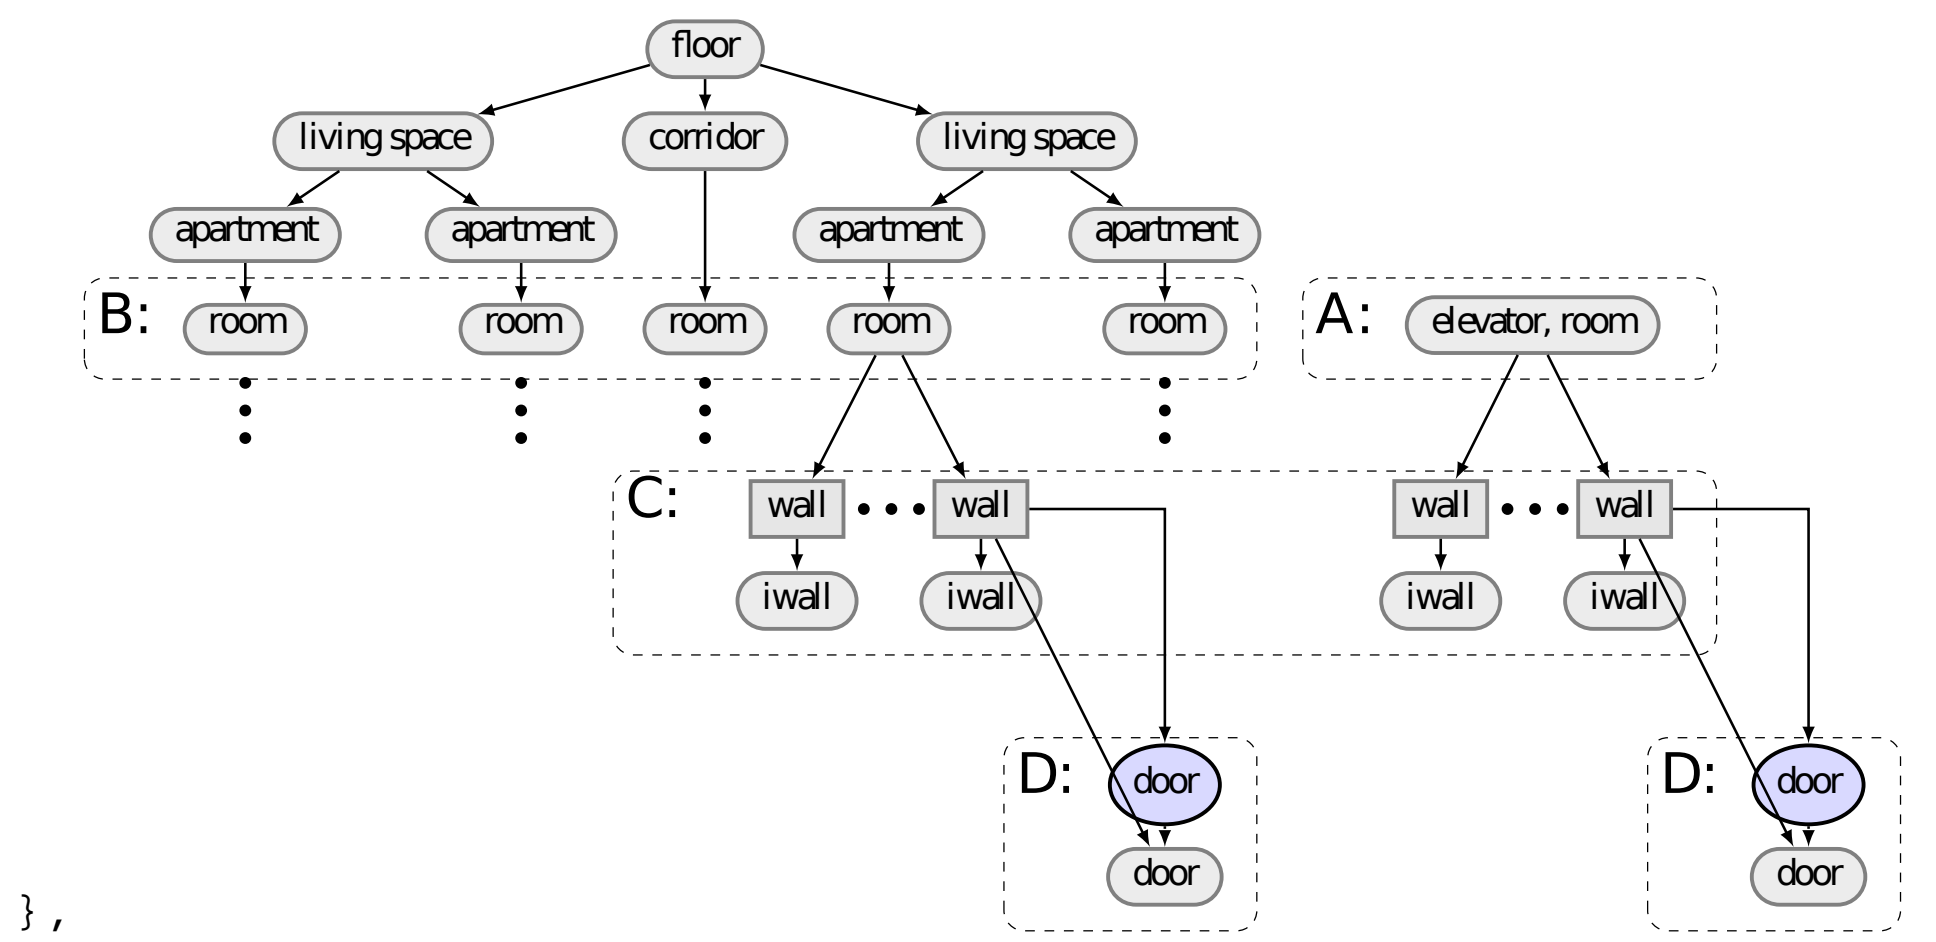 floor
living space corridor living space
apartment apartment apartment apartment
B: room room room room room A: elevator, room
C: wall wall wall wall
iwall iwall iwall iwall
D: door D: door
door door
},